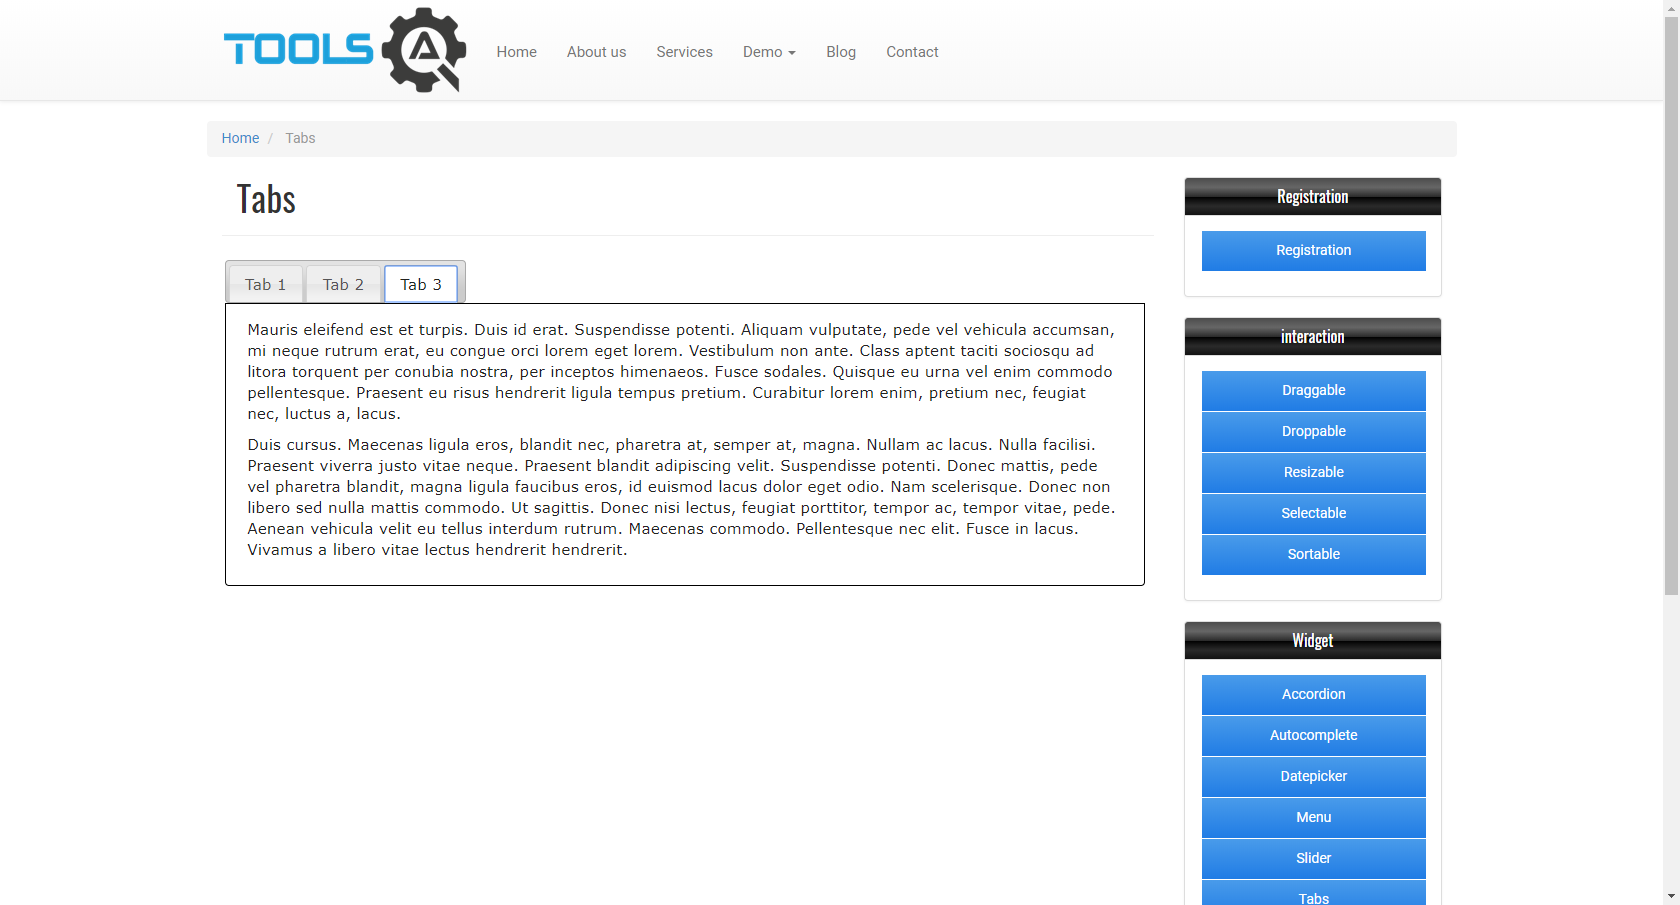 TOOLS QA
Home About us Services Demo Blog Contact
Home / Tabs
Tabs
Tab 1 Tab 2 Tab 3
Mauris eleifend est et turpis. Duis id erat. Suspendisse potenti. Aliquam vulputate, pede vel vehicula accumsan,
mi neque rutrum erat, eu congue orci lorem eget lorem. Vestibulum non ante. Class aptent taciti sociosqu ad
litora torquent per conubia nostra, per inceptos himenaeos. Fusce sodales. Quisque eu urna vel enim commodo
pellentesque. Praesent eu risus hendrerit ligula tempus pretium. Curabitur lorem enim, pretium nec, feugiat
nec, luctus a, lacus.
Duis cursus. Maecenas ligula eros, blandit nec, pharetra at, semper at, magna. Nullam ac lacus. Nulla facilisi.
Praesent viverra justo vitae neque. Praesent blandit adipiscing velit. Suspendisse potenti. Donec mattis, pede
vel pharetra blandit, magna ligula faucibus eros, id euismod lacus dolor eget odio. Nam scelerisque. Donec non
libero sed nulla mattis commodo. Ut sagittis. Donec nisi lectus, feugiat porttitor, tempor ac, tempor vitae, pede.
Aenean vehicula velit eu tellus interdum rutrum. Maecenas commodo. Pellentesque nec elit. Fusce in lacus.
Vivamus a libero vitae lectus hendrerit hendrerit.
Registration
Registration
interaction
Draggable
Droppable
Resizable
Selectable
Sortable
Widget
Accordion
Autocomplete
Datepicker
Menu
Slider
Tabs